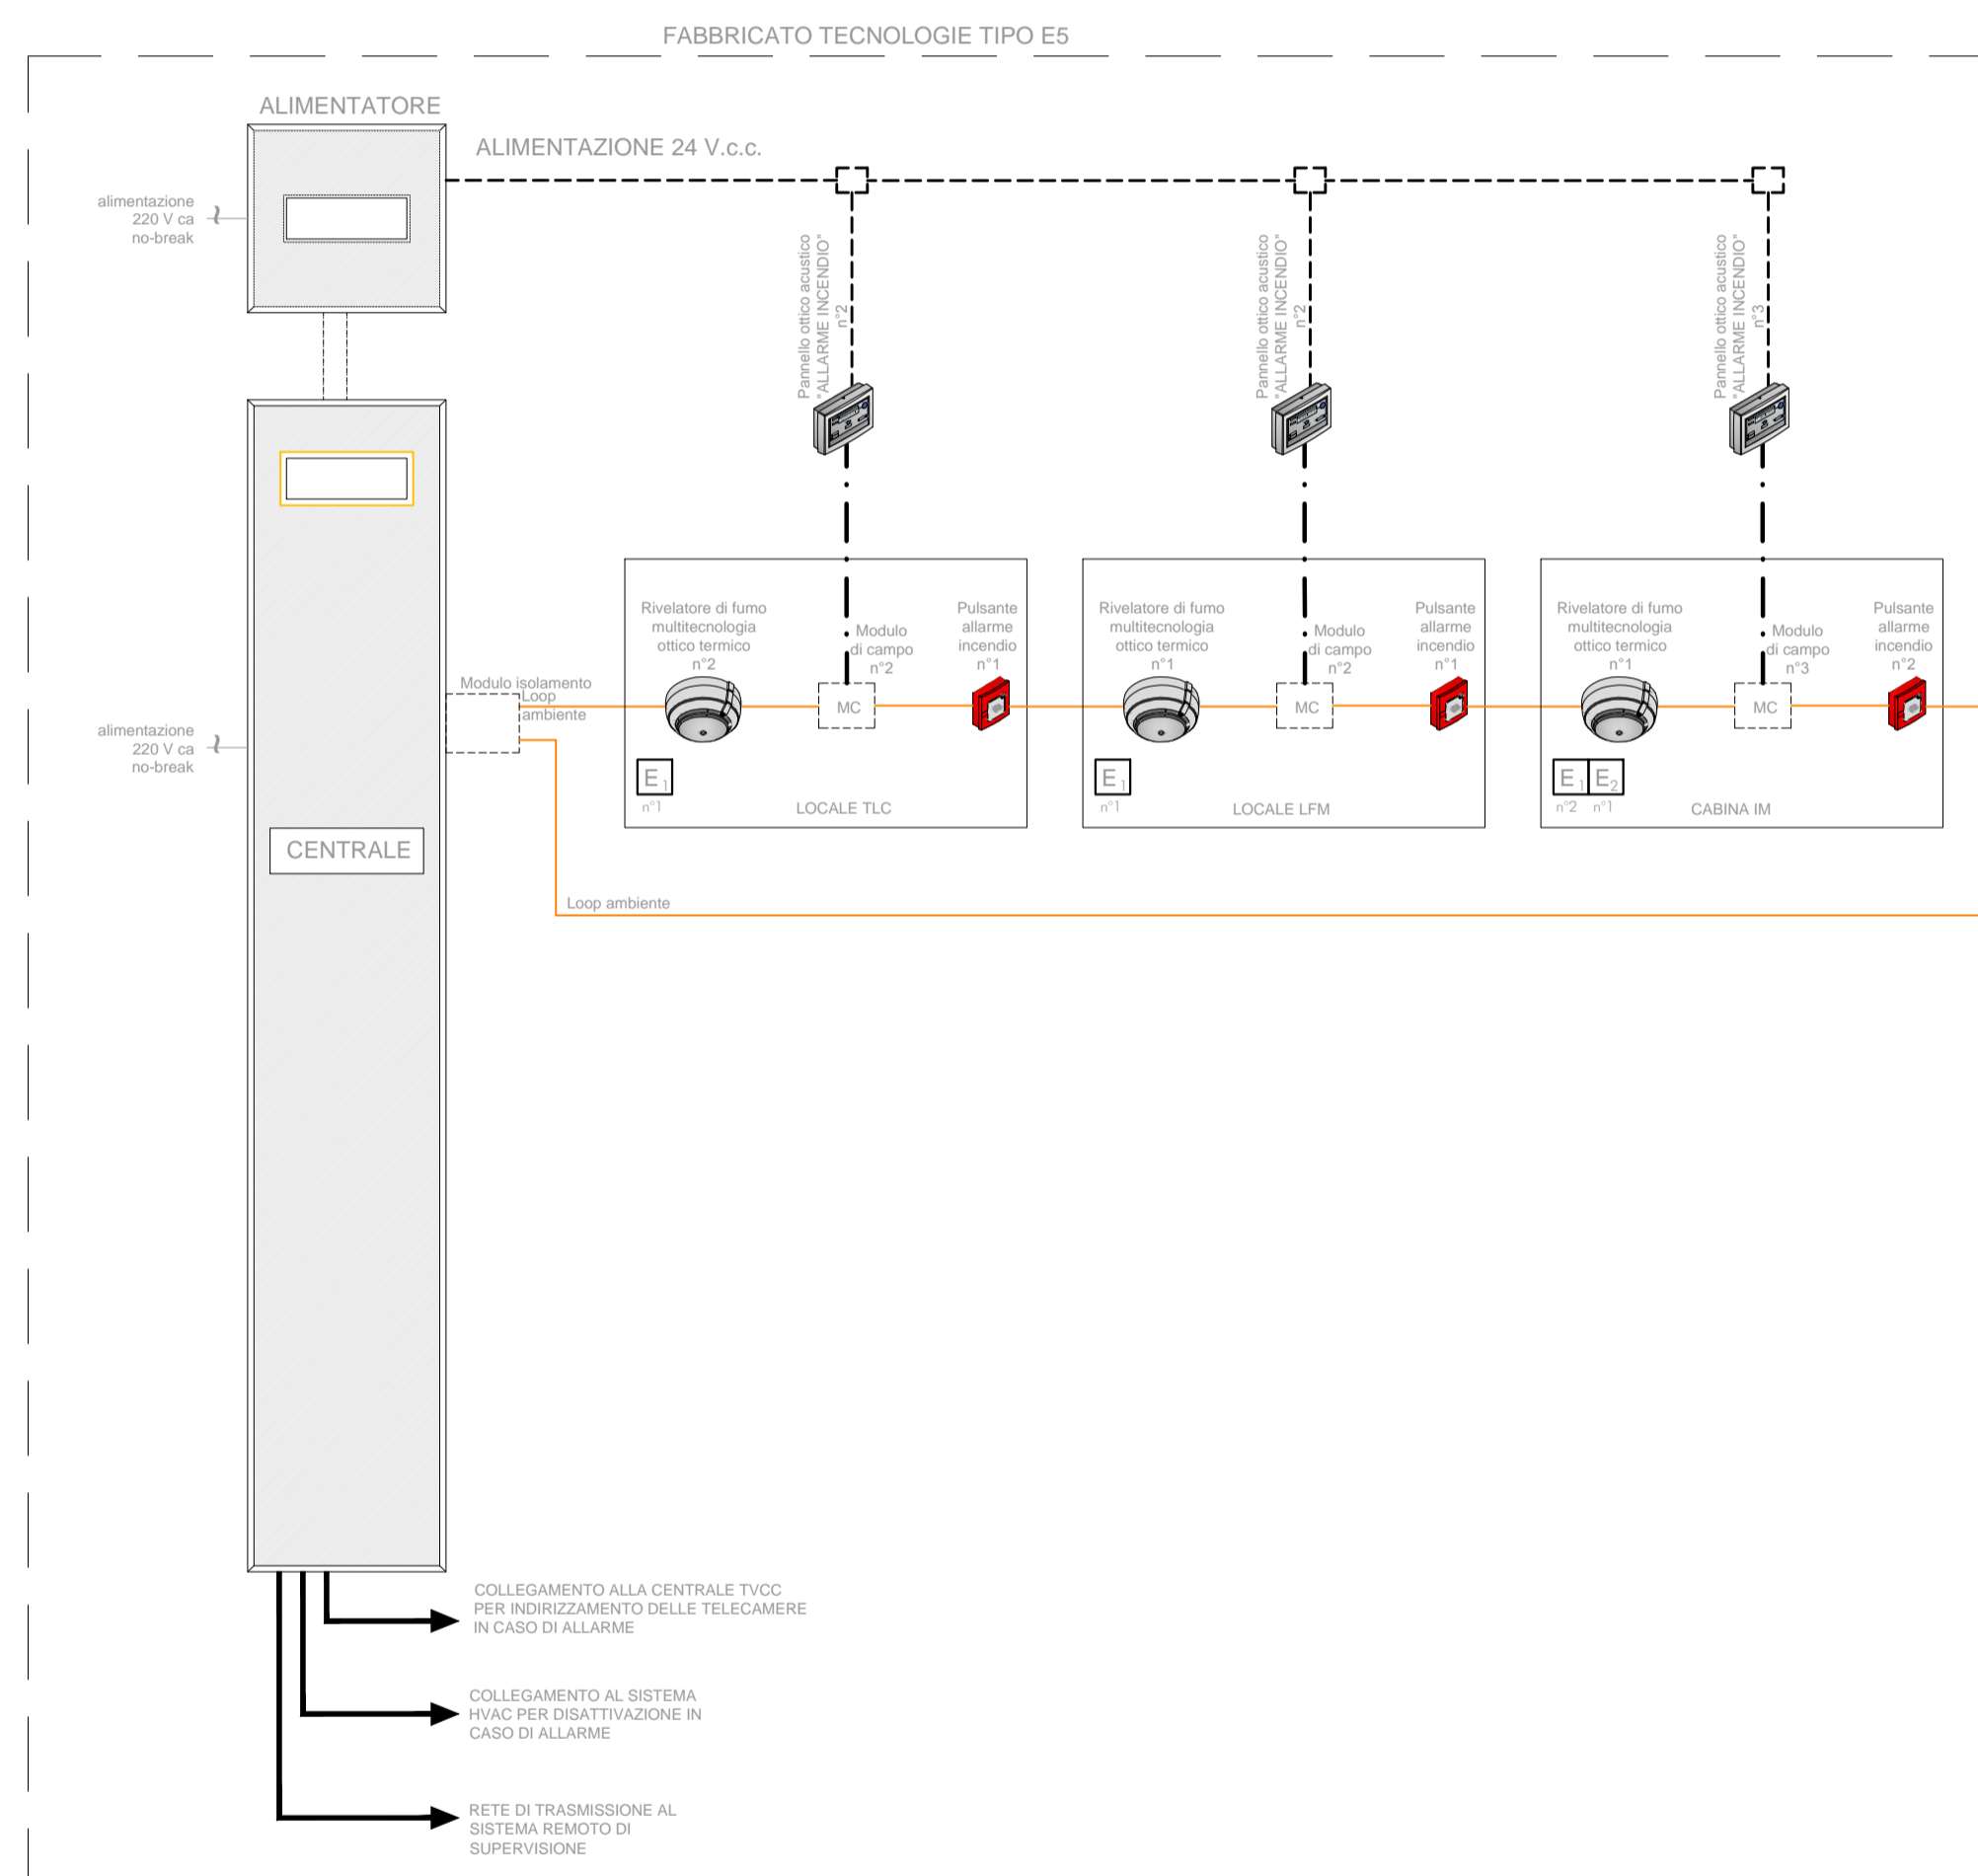 FABBRICATO TECNOLOGIE TIPO E5
ALIMENTATORE
ALIMENTAZIONE 24 V.c.c.
alimentazione
220 V ca
no-break
Pannello ottico acustico
"ALLARME INCENDIO"
n°2
Pannello ottico acustico
"ALLARME INCENDIO"
n°2
Pannello ottico acustico
"ALLARME INCENDIO"
n°3
Modulo isolamento
Loop
ambiente
alimentazione
220 V ca
no-break
Rivelatore di fumo
multitecnologia
ottico termico
n°2
Modulo
di campo
n°2
Pulsante
allarme
incendio
n°1
MC
E1
n°1
LOCALE TLC
Rivelatore di fumo
multitecnologia
ottico termico
n°1
Modulo
di campo
n°2
Pulsante
allarme
incendio
n°1
MC
E1
n°1
LOCALE LFM
Rivelatore di fumo
multitecnologia
ottico termico
n°1
Modulo
di campo
n°3
Pulsante
allarme
incendio
n°2
MC
E1 E2
n°2 n°1
CABINA IM
CENTRALE
Loop ambiente
COLLEGAMENTO ALLA CENTRALE TVCC
PER INDIRIZZAMENTO DELLE TELECAMERE
IN CASO DI ALLARME
COLLEGAMENTO AL SISTEMA
HVAC PER DISATTIVAZIONE IN
CASO DI ALLARME
RETE DI TRASMISSIONE AL
SISTEMA REMOTO DI
SUPERVISIONE